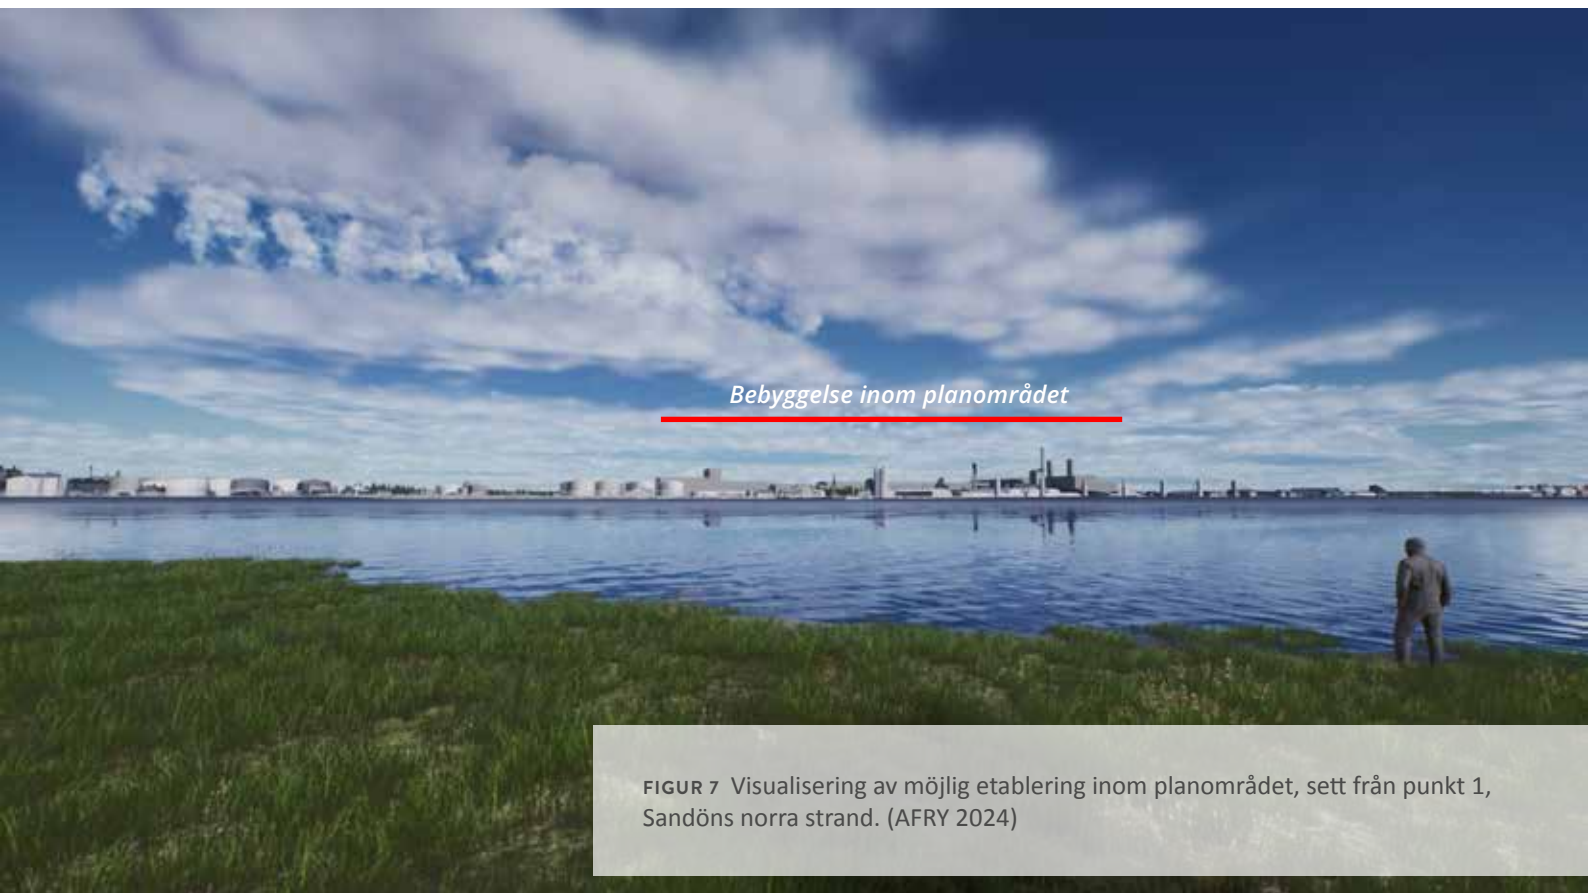 Bebyggelse inom planområdet
FIGUR 7 Visualisering av möjlig etablering inom planområdet, sett från punkt 1,
Sandöns norra strand. (AFRY 2024)